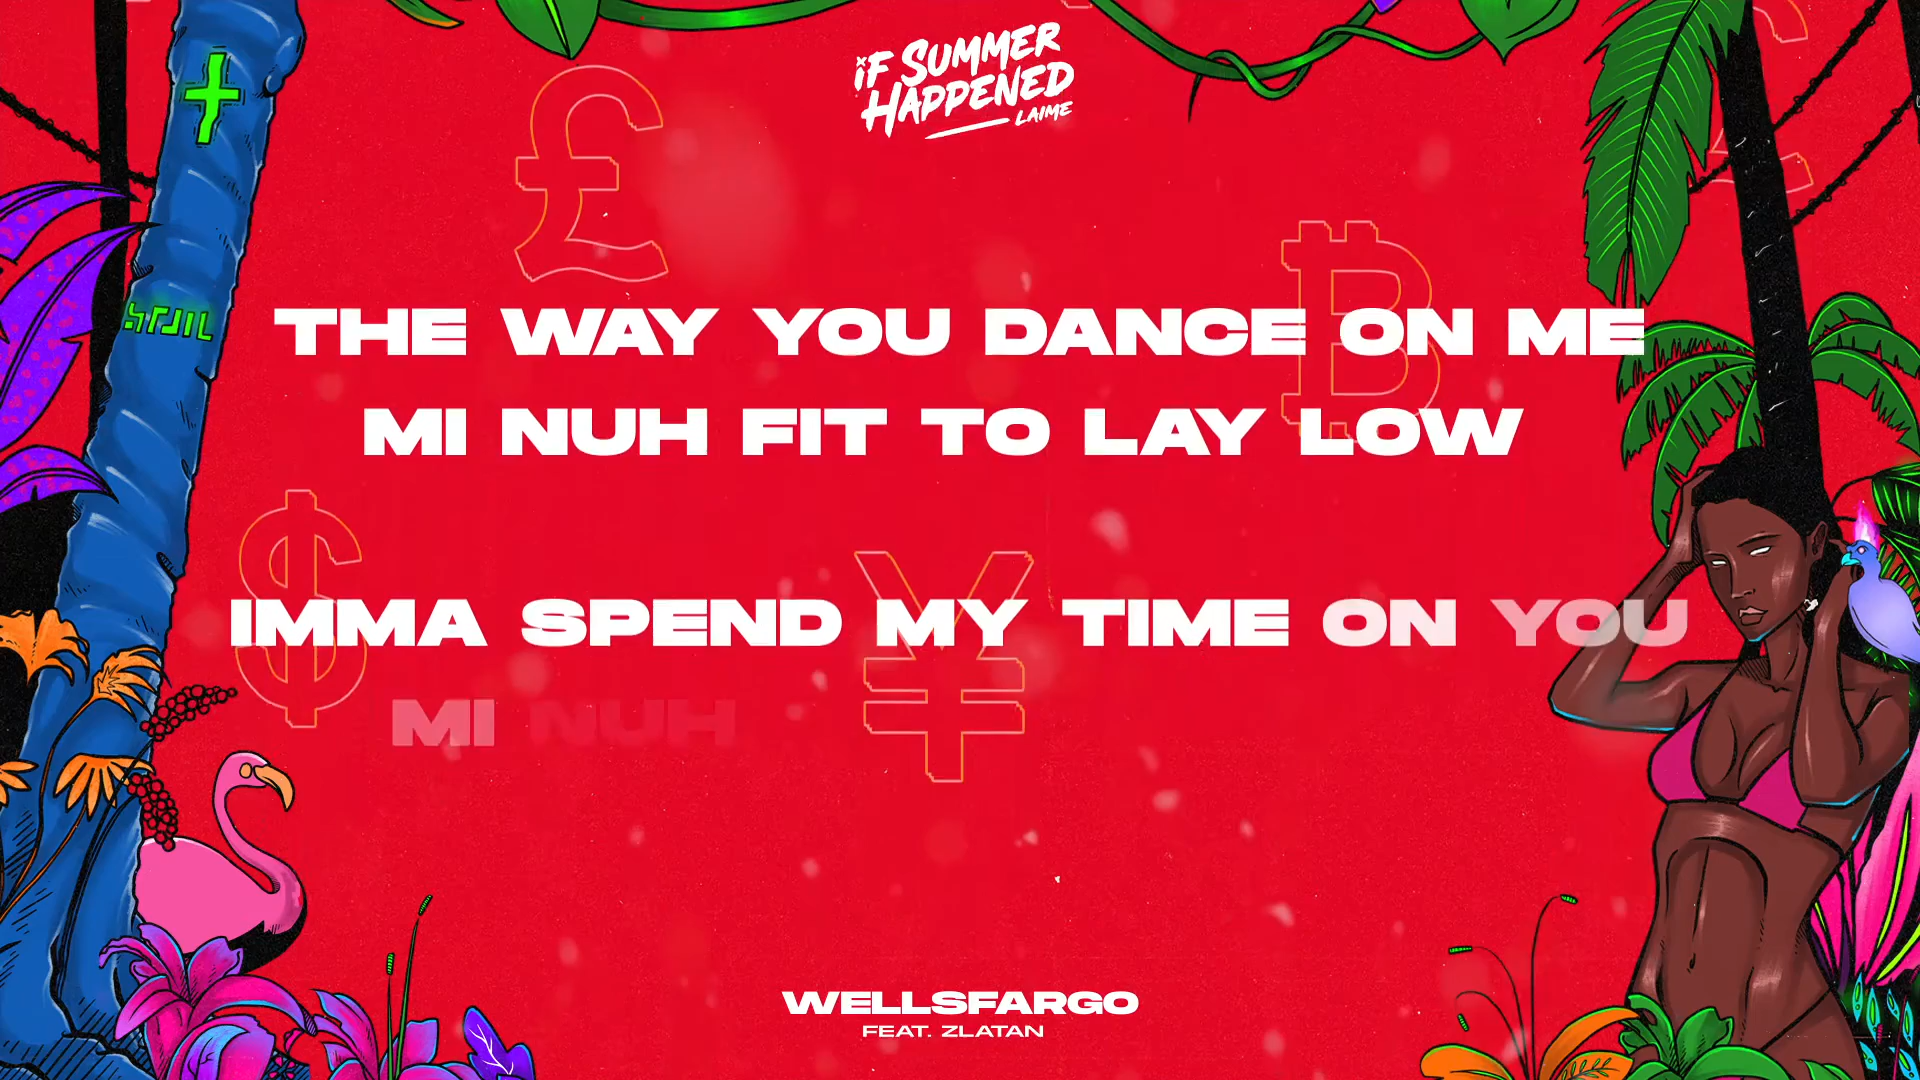 iF SUMMER
HAPPENED
LAIME
THE WAY YOU DANCE ON ME
MI NUH FIT TO LAY LOW
IMMA SPEND MY TIME ON YOU
MI NUH
WELLSFARGO
FEAT. ZLATAN